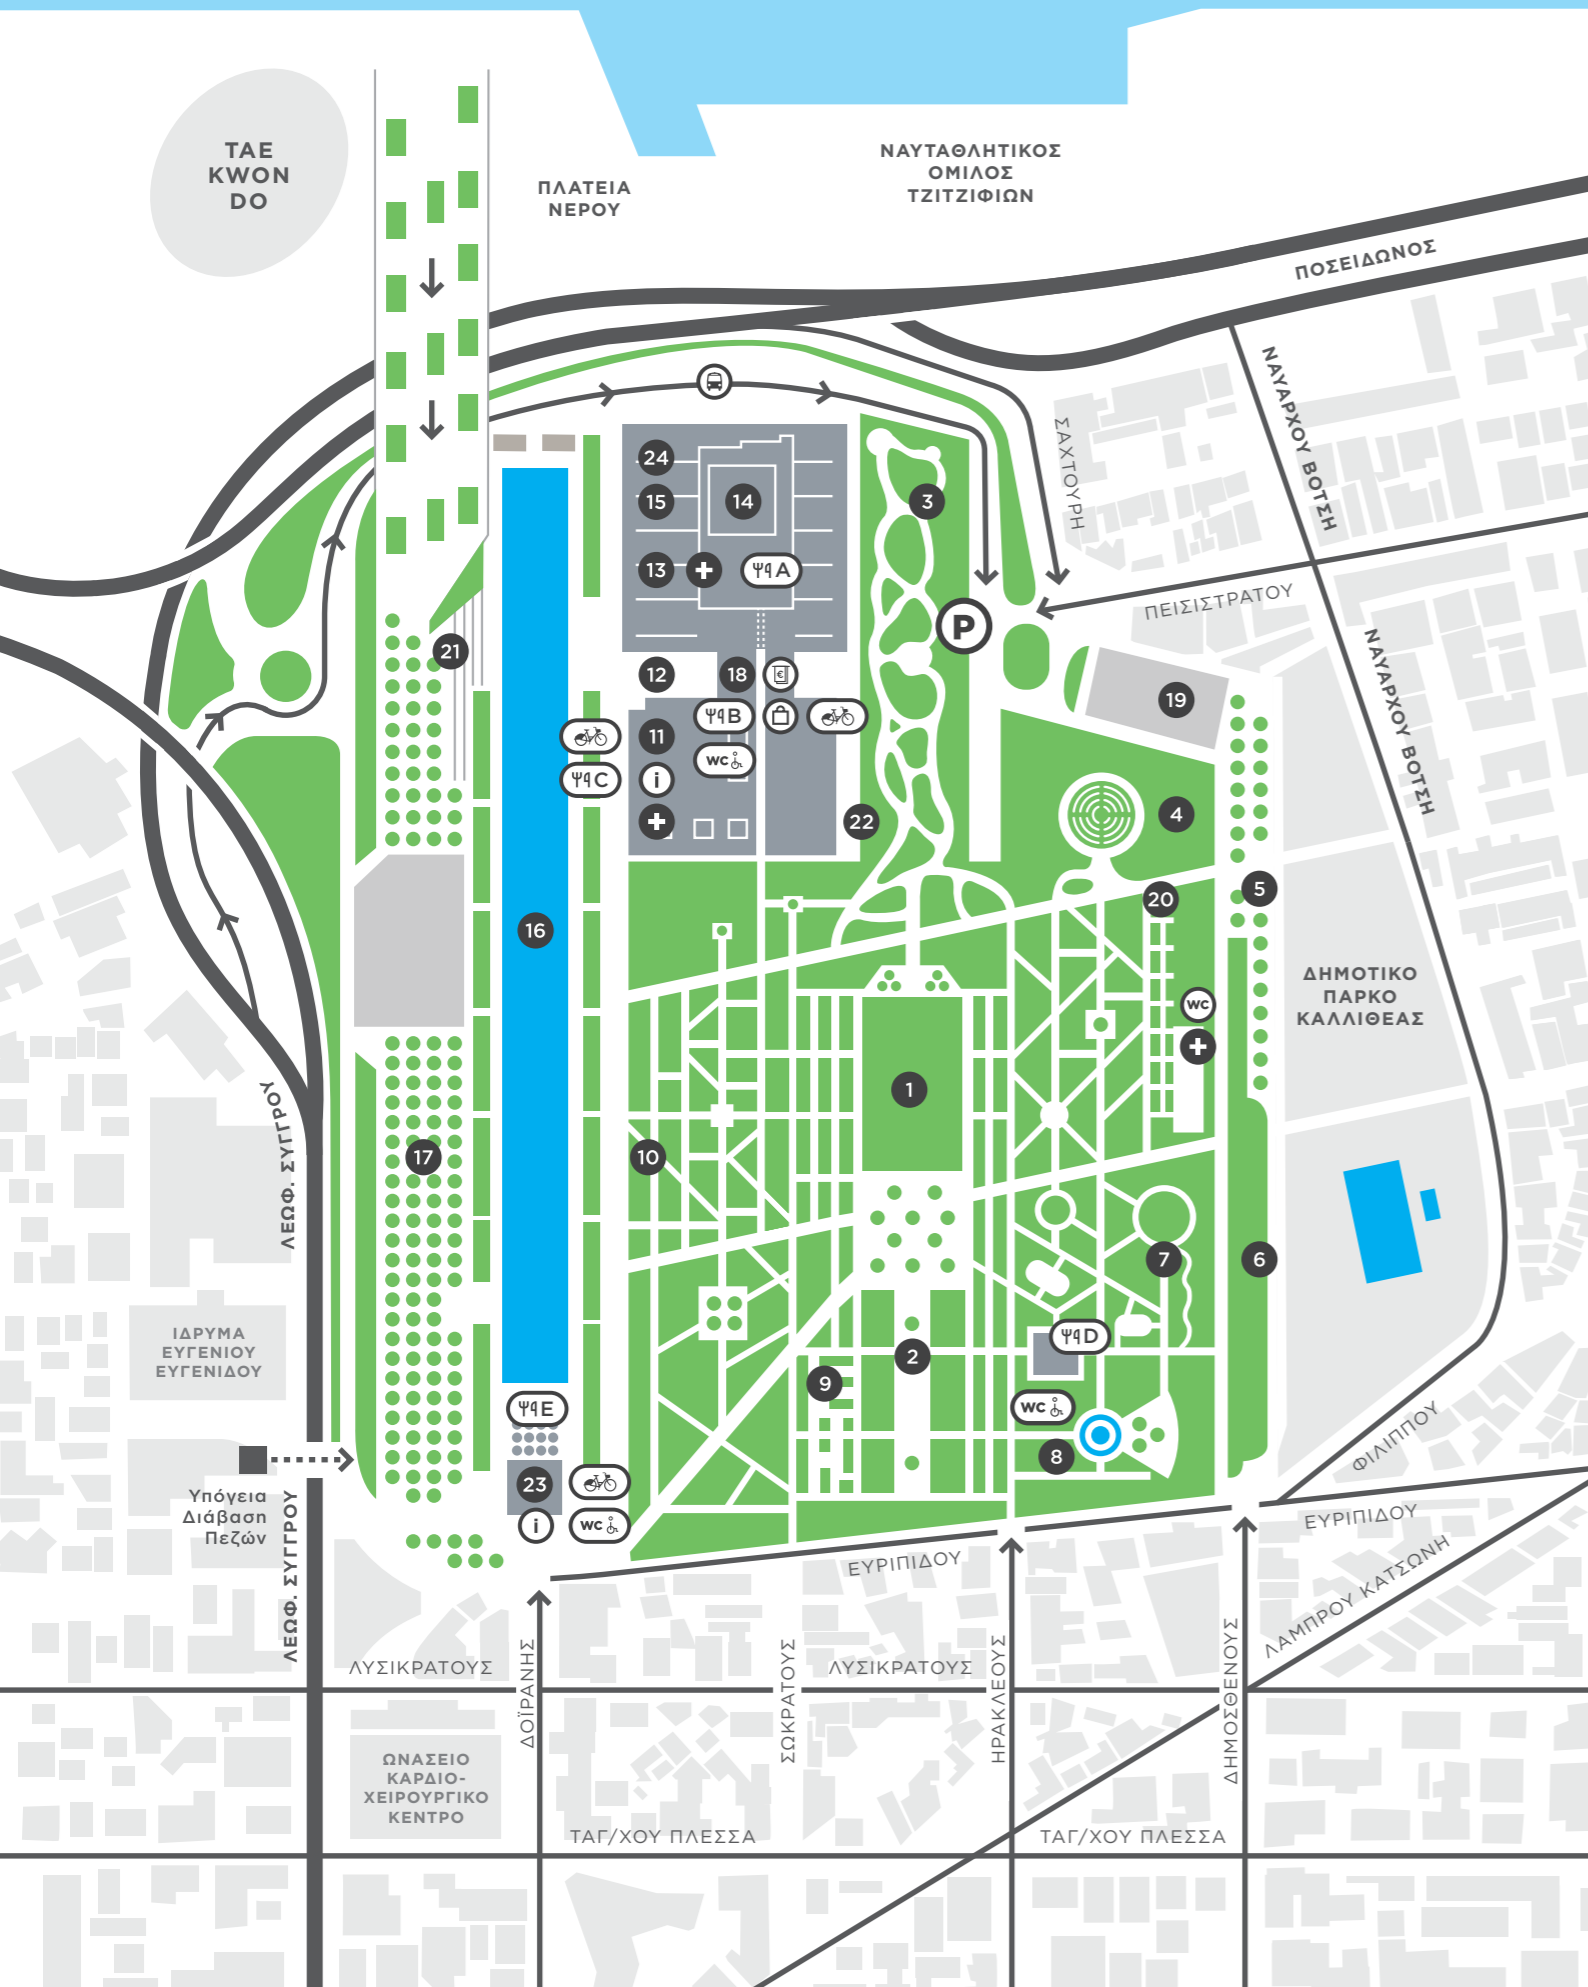 TAE
KWON
DO
ΠΛΑΤΕΙΑ
ΝΕΡΟΥ
ΝΑΥΤΑΘΛΗΤΙΚΟΣ
ΟΜΙΛΟΣ
ΤΖΙΤΖΙΦΙΩΝ
ΠΟΣΕΙΔΩΝΟΣ
ΝΑΥΑΡΧΟΥ ΒΟΤΣΗ
ΣΑΧΤΟΥΡΗ
ΠΕΙΣΙΣΤΡΑΤΟΥ
ΝΑΥΑΡΧΟΥ ΒΟΤΣΗ
24
15
14
3
13
A
P
21
12
18
€
19
B
11
C
WC
i
4
22
5
20
16
ΔΗΜΟΤΙΚΟ
ΠΑΡΚΟ
ΚΑΛΛΙΘΕΑΣ
WC
1
ΛΕΩΦ. ΣΥΓΓΡΟΥ
17
10
7
6
ΙΔΡΥΜΑ
ΕΥΓΕΝΙΟΥ
ΕΥΓΕΝΙΔΟΥ
D
2
9
E
WC
8
ΦΙΛΙΠΠΟΥ
23
i
WC
Υπόγεια
Διάβαση
Πεζών
ΛΕΩΦ. ΣΥΓΓΡΟΥ
ΕΥΡΙΠΙΔΟΥ
ΕΥΡΙΠΙΔΟΥ
ΛΑΜΠΡΟΥ ΚΑΤΣΩΝΗ
ΛΥΣΙΚΡΑΤΟΥΣ
ΔΟΪΡΑΝΗΣ
ΣΩΚΡΑΤΟΥΣ
ΛΥΣΙΚΡΑΤΟΥΣ
ΗΡΑΚΛΕΟΥΣ
ΔΗΜΟΣΘΕΝΟΥΣ
ΩΝΑΣΕΙΟ
ΚΑΡΔΙΟ-
ΧΕΙΡΟΥΡΓΙΚΟ
ΚΕΝΤΡΟ
ΤΑΓ/ΧΟΥ ΠΛΕΣΣΑ
ΤΑΓ/ΧΟΥ ΠΛΕΣΣΑ